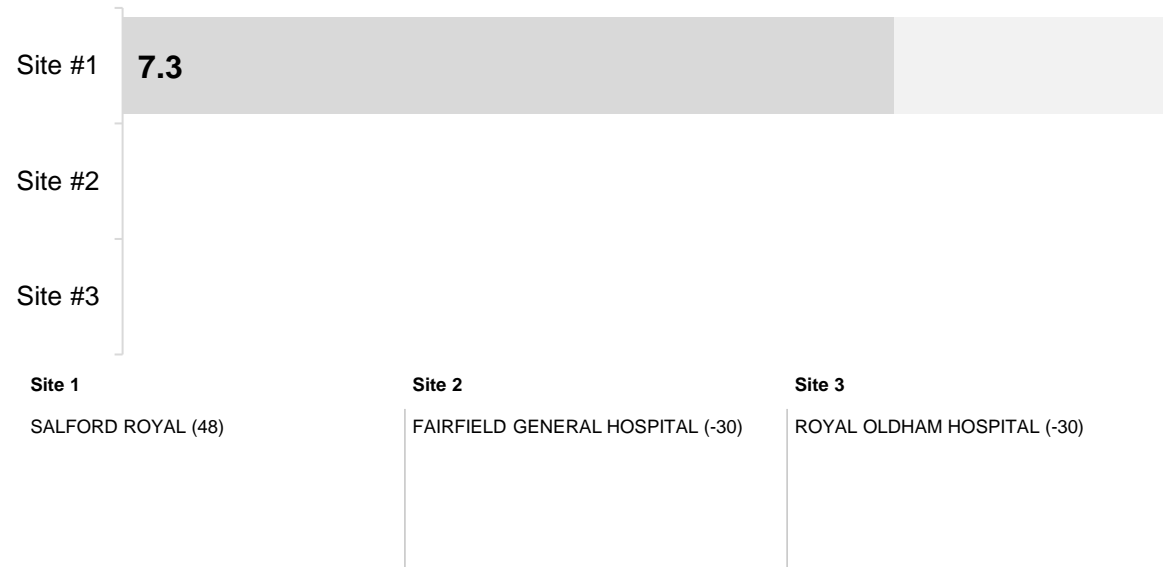 Site #1
7.3
Site #2
Site #3
Site 1
Site 2
Site 3
SALFORD ROYAL (48)
FAIRFIELD GENERAL HOSPITAL (-30)
ROYAL OLDHAM HOSPITAL (-30)